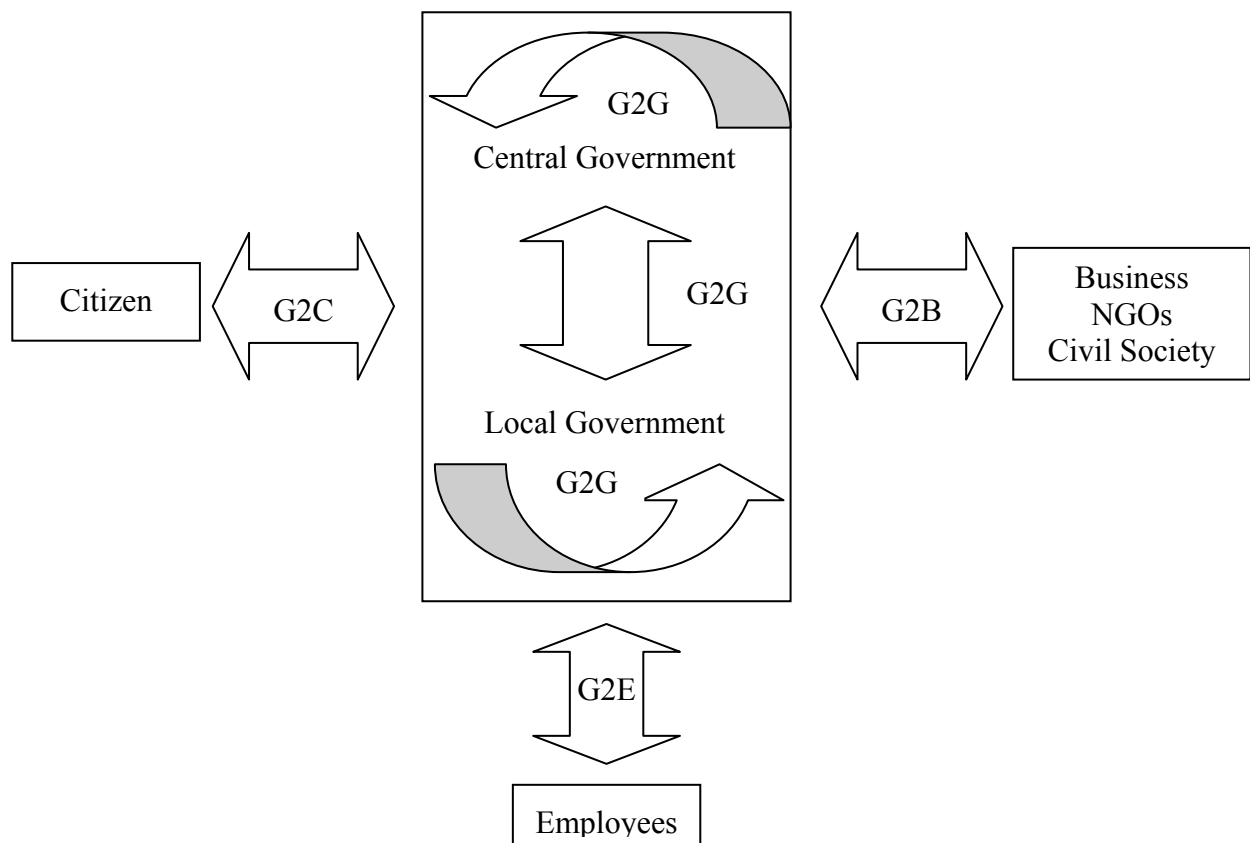 G2G
Central Government
Citizen
G2C
G2G
G2B
Business
NGOs
Civil Society
Local Government
G2G
G2E
Employees